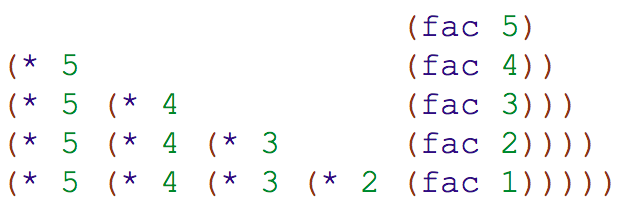 (fac 5)
(* 5 (fac 4))
(* 5 (* 4 (fac 3)))
(* 5 (* 4 (* 3 (fac 2))))
(* 5 (* 4 (* 3 (* 2 (fac 1)))))